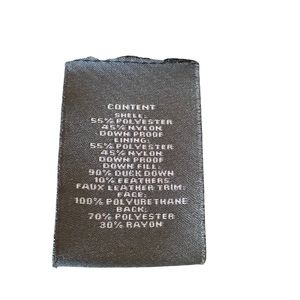 CONTENT
SHELL:
55% POLYESTER
45% NYLON
DOWN PROOF
LINING:
55% POLYESTER
45% NYLON
DOWN PROOF
DOWN FILL:
90% DUCK DOWN
10% FEATHERS
FAUX LEATHER TRIM:
FACE:
100% POLYURETHANE
BACK:
70% POLYESTER
30% RAYON